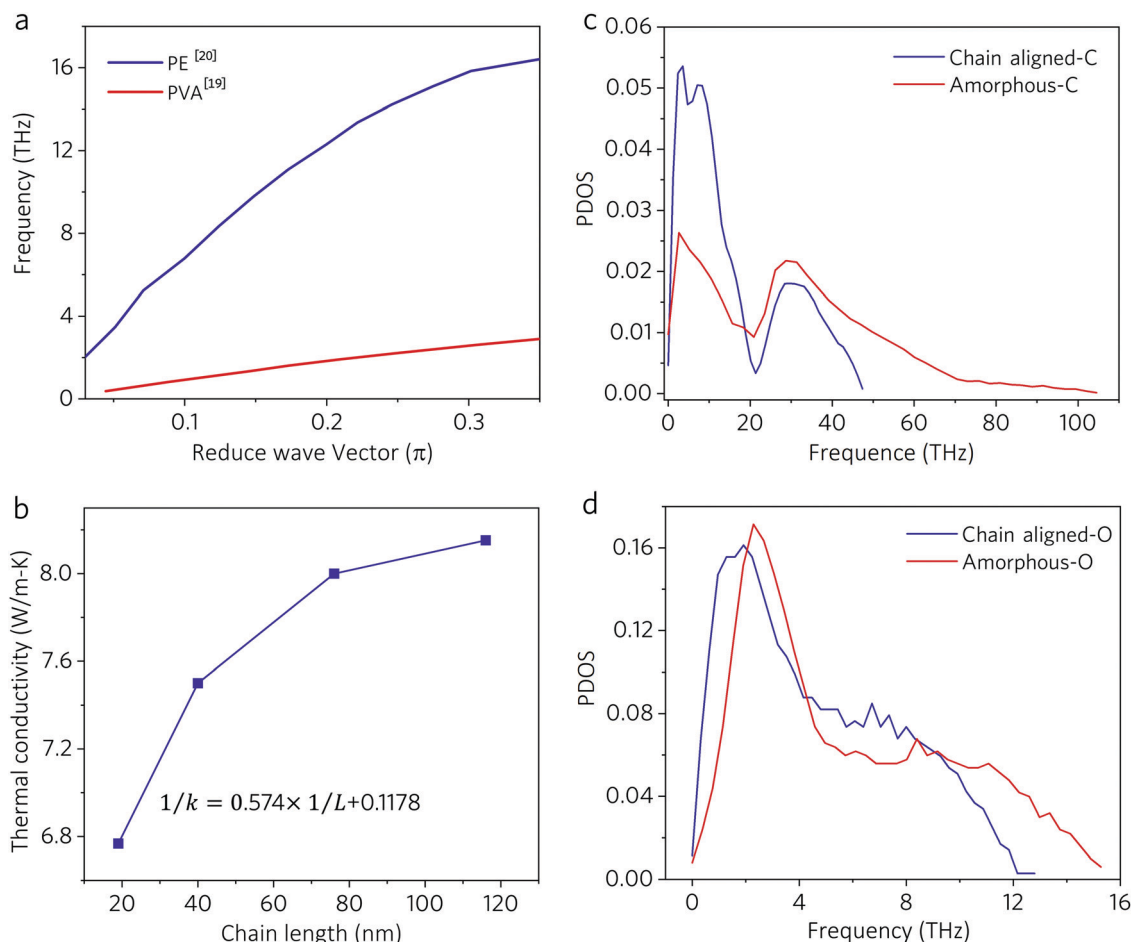 a
PE [20]
PVA[19]
Frequency (THz)
16
12
8
4
0
0.1
0.2
0.3
Reduce wave Vector (π)
c
Chain aligned-C
Amorphous-C
PDOS
0.06
0.05
0.04
0.03
0.02
0.01
0.00
0
20
40
60
80
100
Frequence (THz)
b
Thermal conductivity (W/m-K)
8.0
7.6
7.2
6.8
1/k = 0.574× 1/L+0.1178
20
40
60
80
100
120
Chain length (nm)
d
Chain aligned-O
Amorphous-O
PDOS
0.16
0.12
0.08
0.04
0.00
0
4
8
12
16
Frequency (THz)